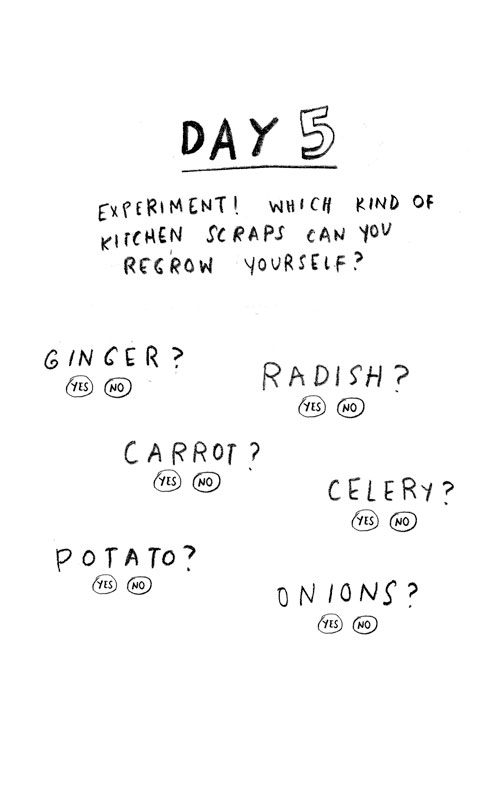 DAY 5
EXPERIMENT! WHICH KIND OF
KITCHEN SCRAPS CAN YOU
REGROW YOURSELF?
GINGER?
YES NO
RADISH?
YES NO
CARROT?
YES NO
CELERY?
YES NO
POTATO?
YES NO
ONIONS?
YES NO